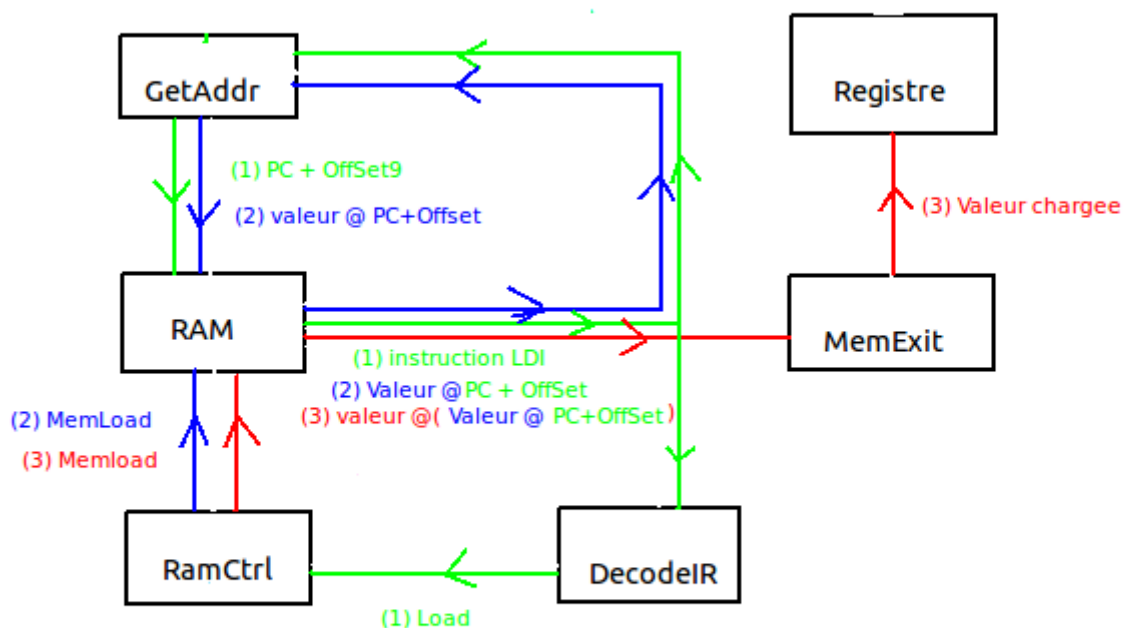 GetAddr
Registre
(1) PC + OffSet9
(2) valeur @ PC+Offset
(3) Valeur chargee
RAM
MemExit
(1) instruction LDI
(2) Valeur @PC + OffSet
(3) valeur @( Valeur @ PC+OffSet )
(2) MemLoad
(3) Memload
RamCtrl
DecodeIR
(1) Load